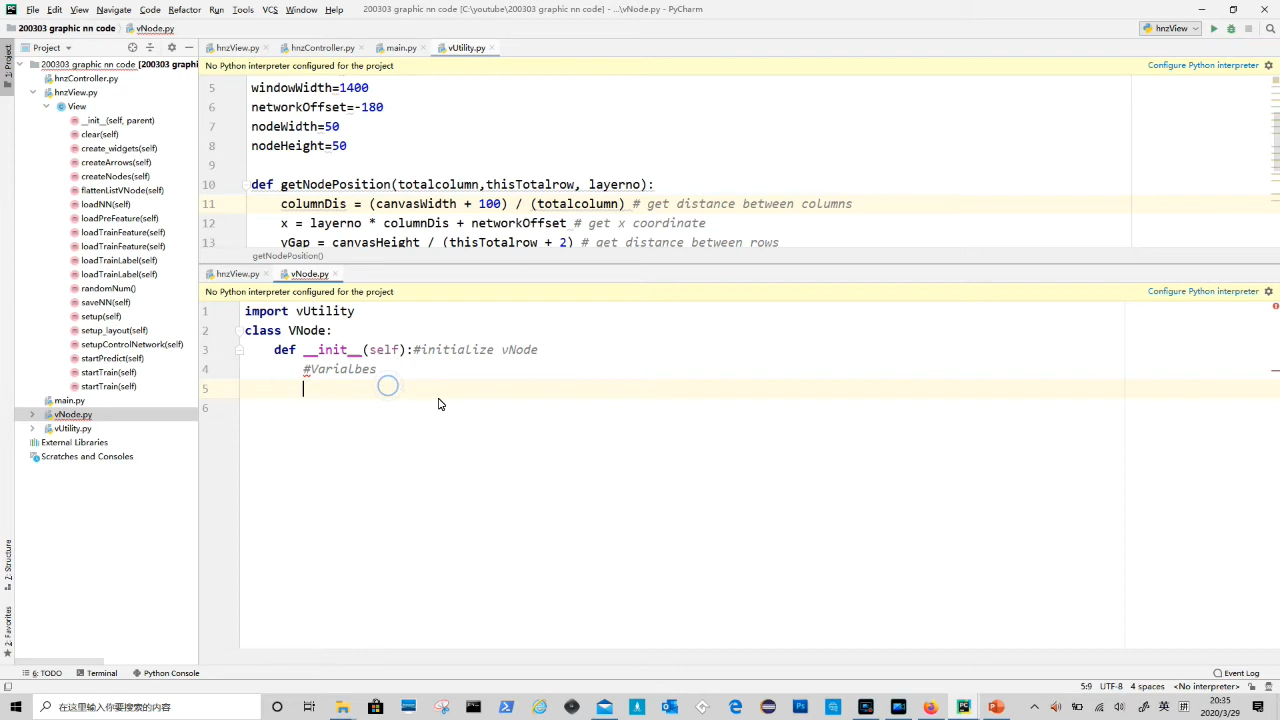 File Edit View Navigate Code Refactor Run Tools VCS Window Help 200303 graphic nn code [C:\youtube\200303 graphic nn code] - ...\vNode.py - PyCharm
200303 graphic nn code vNode.py hnzView
Project hnzView.py hnzController.py main.py vUtility.py
1: Project
200303 graphic nn code [200303 graphi
hnzController.py
hnzView.py
View
__init__(self, parent)
clear(self)
create_widgets(self)
createArrows(self)
createNodes(self)
flattenListVNode(self)
loadNN(self)
loadPreFeature(self)
loadTrainFeature(self)
loadTrainFeature(self)
loadTrainLabel(self)
loadTrainLabel(self)
randomNum()
saveNN(self)
setup(self)
setup_layout(self)
setupControlNetwork(self)
startPredict(self)
startTrain(self)
startTrain(self)
main.py
vNode.py
vUtility.py
External Libraries
Scratches and Consoles
No Python interpreter configured for the project Configure Python interpreter
5 windowWidth=1400
6 networkOffset=-180
7 nodeWidth=50
8 nodeHeight=50
9
10 def getNodePosition(totalcolumn,thisTotalrow, layerno):
11 columnDis = (canvasWidth + 100) / (totalcolumn) # get distance between columns
12 x = layerno * columnDis + networkOffset # get x coordinate
13 yGap = canvasHeight / (thisTotalrow + 2) # get distance between rows
getNodePosition()
hnzView.py vNode.py
No Python interpreter configured for the project Configure Python interpreter
1 import vUtility
2 class VNode:
3 def __init__(self):#initialize vNode
4 #Varialbes
5
6
7: Structure
2: Favorites
6: TODO Terminal Python Console Event Log
5:9 UTF-8 4 spaces <No interpreter>
在这里输入你要搜索的内容 英 拼 20:35
2020/3/29